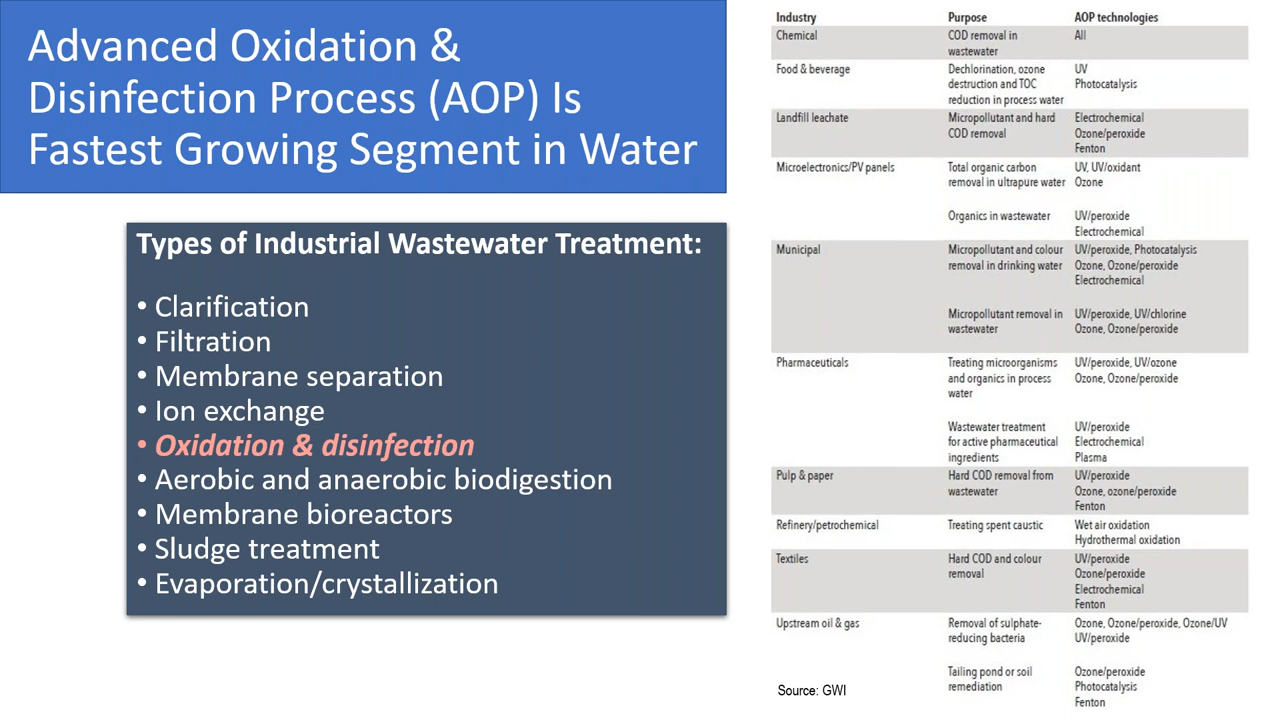 Advanced Oxidation &
Disinfection Process (AOP) Is
Fastest Growing Segment in Water
Types of Industrial Wastewater Treatment:
• Clarification
• Filtration
• Membrane separation
• Ion exchange
• Oxidation & disinfection
• Aerobic and anaerobic biodigestion
• Membrane bioreactors
• Sludge treatment
• Evaporation/crystallization
Industry Purpose AOP technologies
Chemical COD removal in All
wastewater
Food & beverage Dechlorination, ozone UV
destruction and TOC Photocatalysis
reduction in process water
Landfill leachate Micropollutant and hard Electrochemical
COD removal Ozone/peroxide
Fenton
Microelectronics/PV panels Total organic carbon UV, UV/oxidant
removal in ultrapure water Ozone
Organics in wastewater UV/peroxide
Electrochemical
Municipal Micropollutant and colour UV/peroxide, Photocatalysis
removal in drinking water Ozone, Ozone/peroxide
Electrochemical
Micropollutant removal in UV/peroxide, UV/chlorine
wastewater Ozone, Ozone/peroxide
Pharmaceuticals Treating microorganisms UV/peroxide, UV/ozone
and organics in process Ozone, Ozone/peroxide
water
Wastewater treatment UV/peroxide
for active pharmaceutical Electrochemical
ingredients Plasma
Pulp & paper Hard COD removal from UV/peroxide
wastewater Ozone, ozone/peroxide
Fenton
Refinery/petrochemical Treating spent caustic Wet air oxidation
Hydrothermal oxidation
Textiles Hard COD and colour UV/peroxide
removal Ozone/peroxide
Electrochemical
Fenton
Upstream oil & gas Removal of sulphate- Ozone, Ozone/peroxide, Ozone/UV
reducing bacteria UV/peroxide
Tailing pond or soil Ozone/peroxide
remediation Photocatalysis
Fenton
Source: GWI